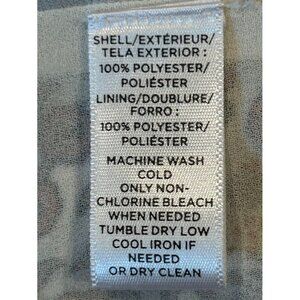 SHELL/EXTÉRIEUR/
TELA EXTERIOR :
100% POLYESTER/
POLIÉSTER
LINING/DOUBLURE/
FORRO :
100% POLYESTER/
POLIÉSTER
MACHINE WASH
COLD
ONLY NON-
CHLORINE BLEACH
WHEN NEEDED
TUMBLE DRY LOW
COOL IRON IF
NEEDED
OR DRY CLEAN